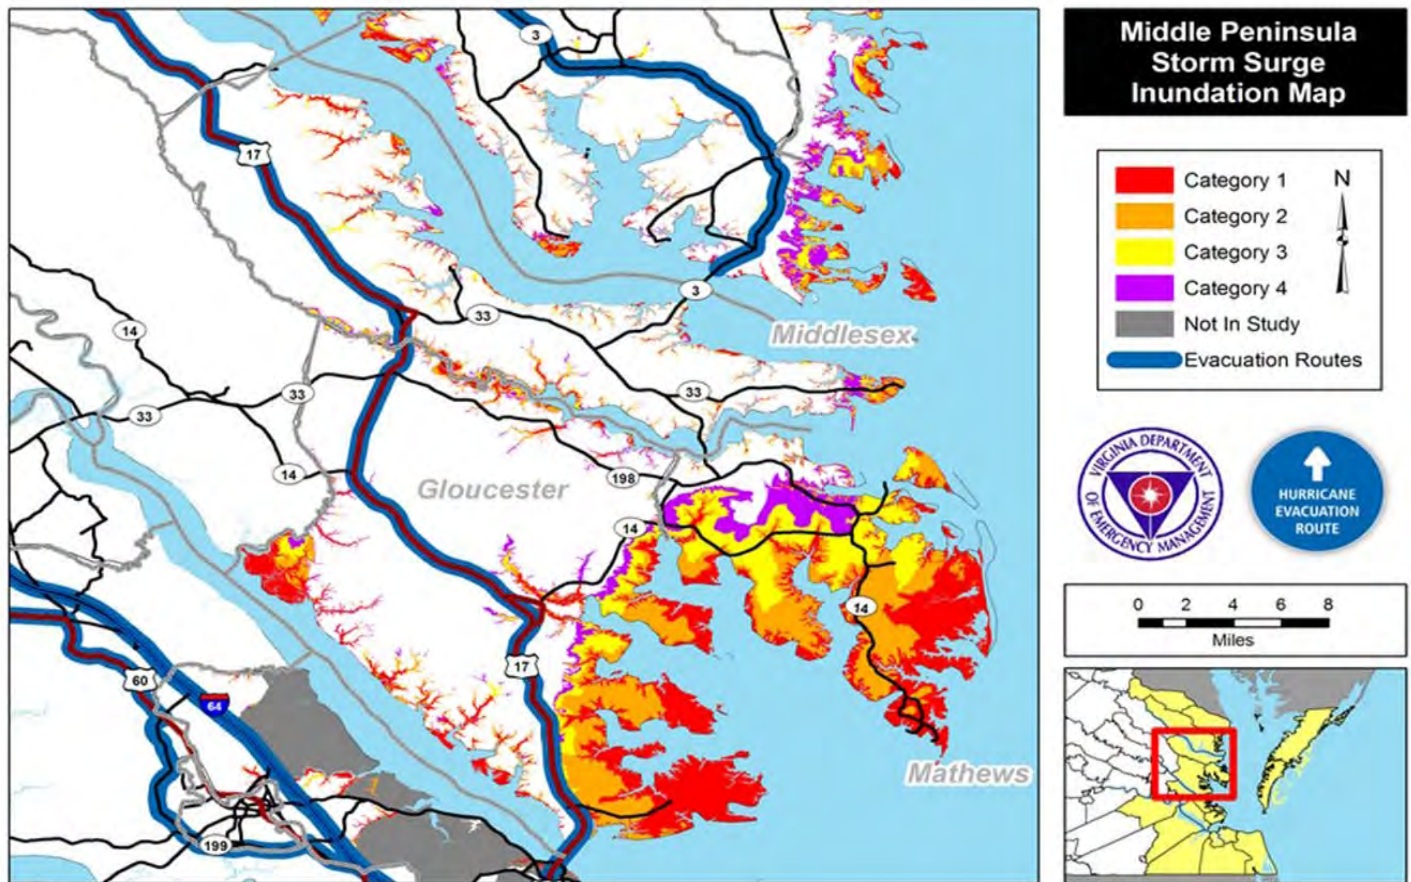 Middle Peninsula
Storm Surge
Inundation Map
Category 1
Category 2
Category 3
Category 4
Not In Study
Evacuation Routes
N
VIRGINIA DEPARTMENT
OF EMERGENCY MANAGEMENT
HURRICANE
EVACUATION
ROUTE
0 2 4 6 8
Miles
3
17
14
33
3
Middlesex
33
33
33
14
198
Gloucester
14
14
17
60
64
199
Mathews